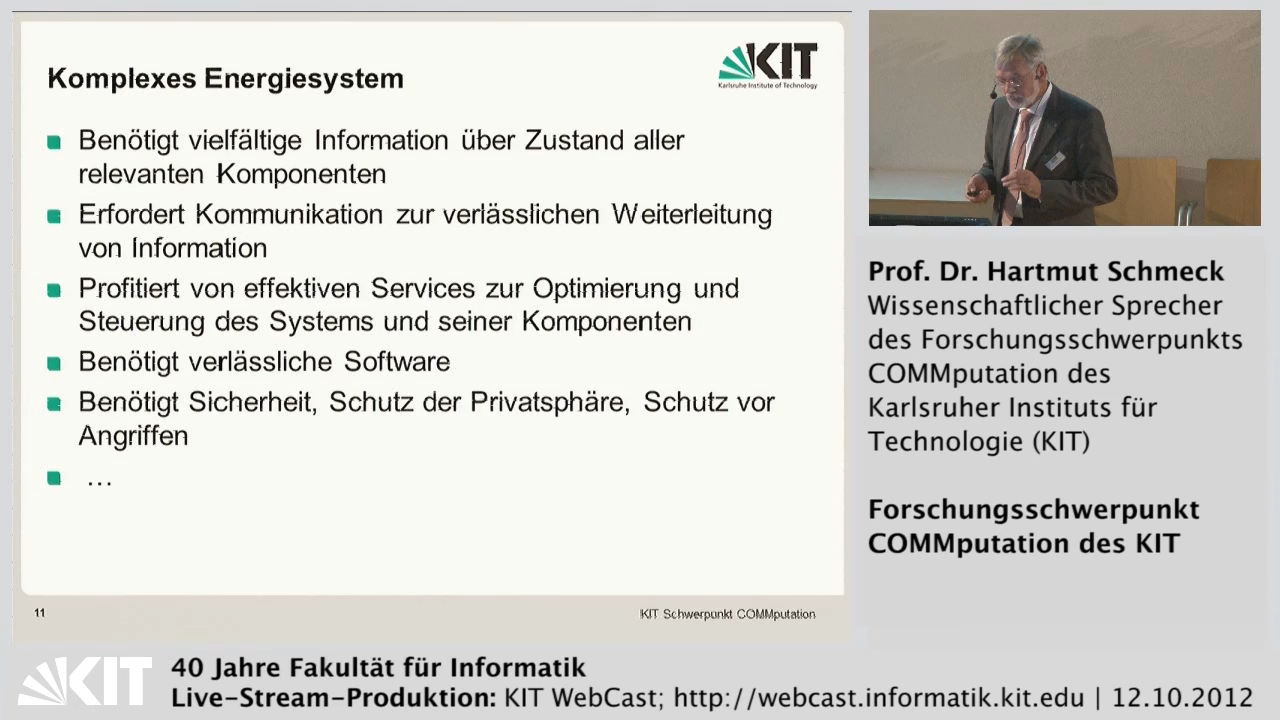 Komplexes Energiesystem
KIT
Karlsruhe Institute of Technology
Benötigt vielfältige Information über Zustand aller
relevanten Komponenten
Erfordert Kommunikation zur verlässlichen Weiterleitung
von Information
Profitiert von effektiven Services zur Optimierung und
Steuerung des Systems und seiner Komponenten
Benötigt verlässliche Software
Benötigt Sicherheit, Schutz der Privatsphäre, Schutz vor
Angriffen
…
11
KIT Schwerpunkt COMMputation
Prof. Dr. Hartmut Schmeck
Wissenschaftlicher Sprecher
des Forschungsschwerpunkts
COMMputation des
Karlsruher Instituts für
Technologie (KIT)
Forschungsschwerpunkt
COMMputation des KIT
KIT
40 Jahre Fakultät für Informatik
Live-Stream-Produktion: KIT WebCast; http://webcast.informatik.kit.edu | 12.10.2012